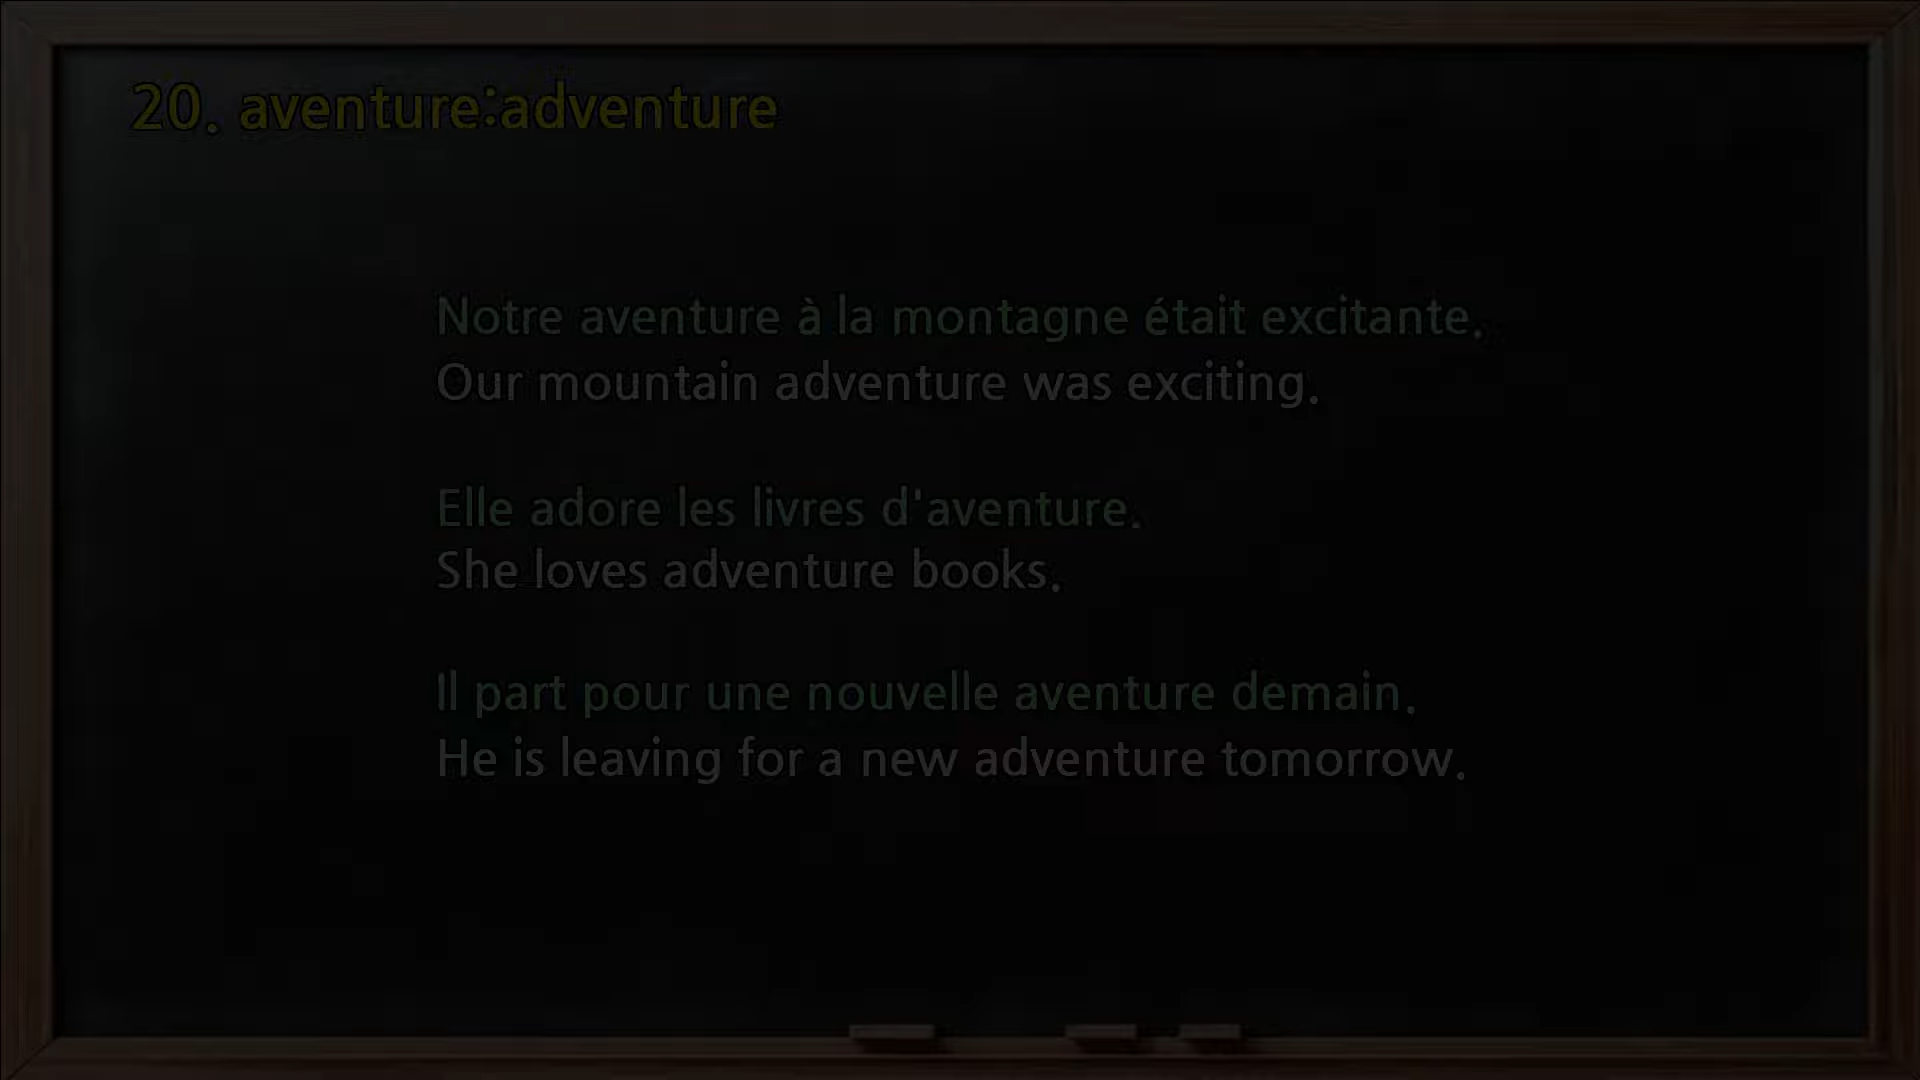 20. aventure:adventure
Notre aventure à la montagne était excitante.
Our mountain adventure was exciting.
Elle adore les livres d'aventure.
She loves adventure books.
Il part pour une nouvelle aventure demain.
He is leaving for a new adventure tomorrow.